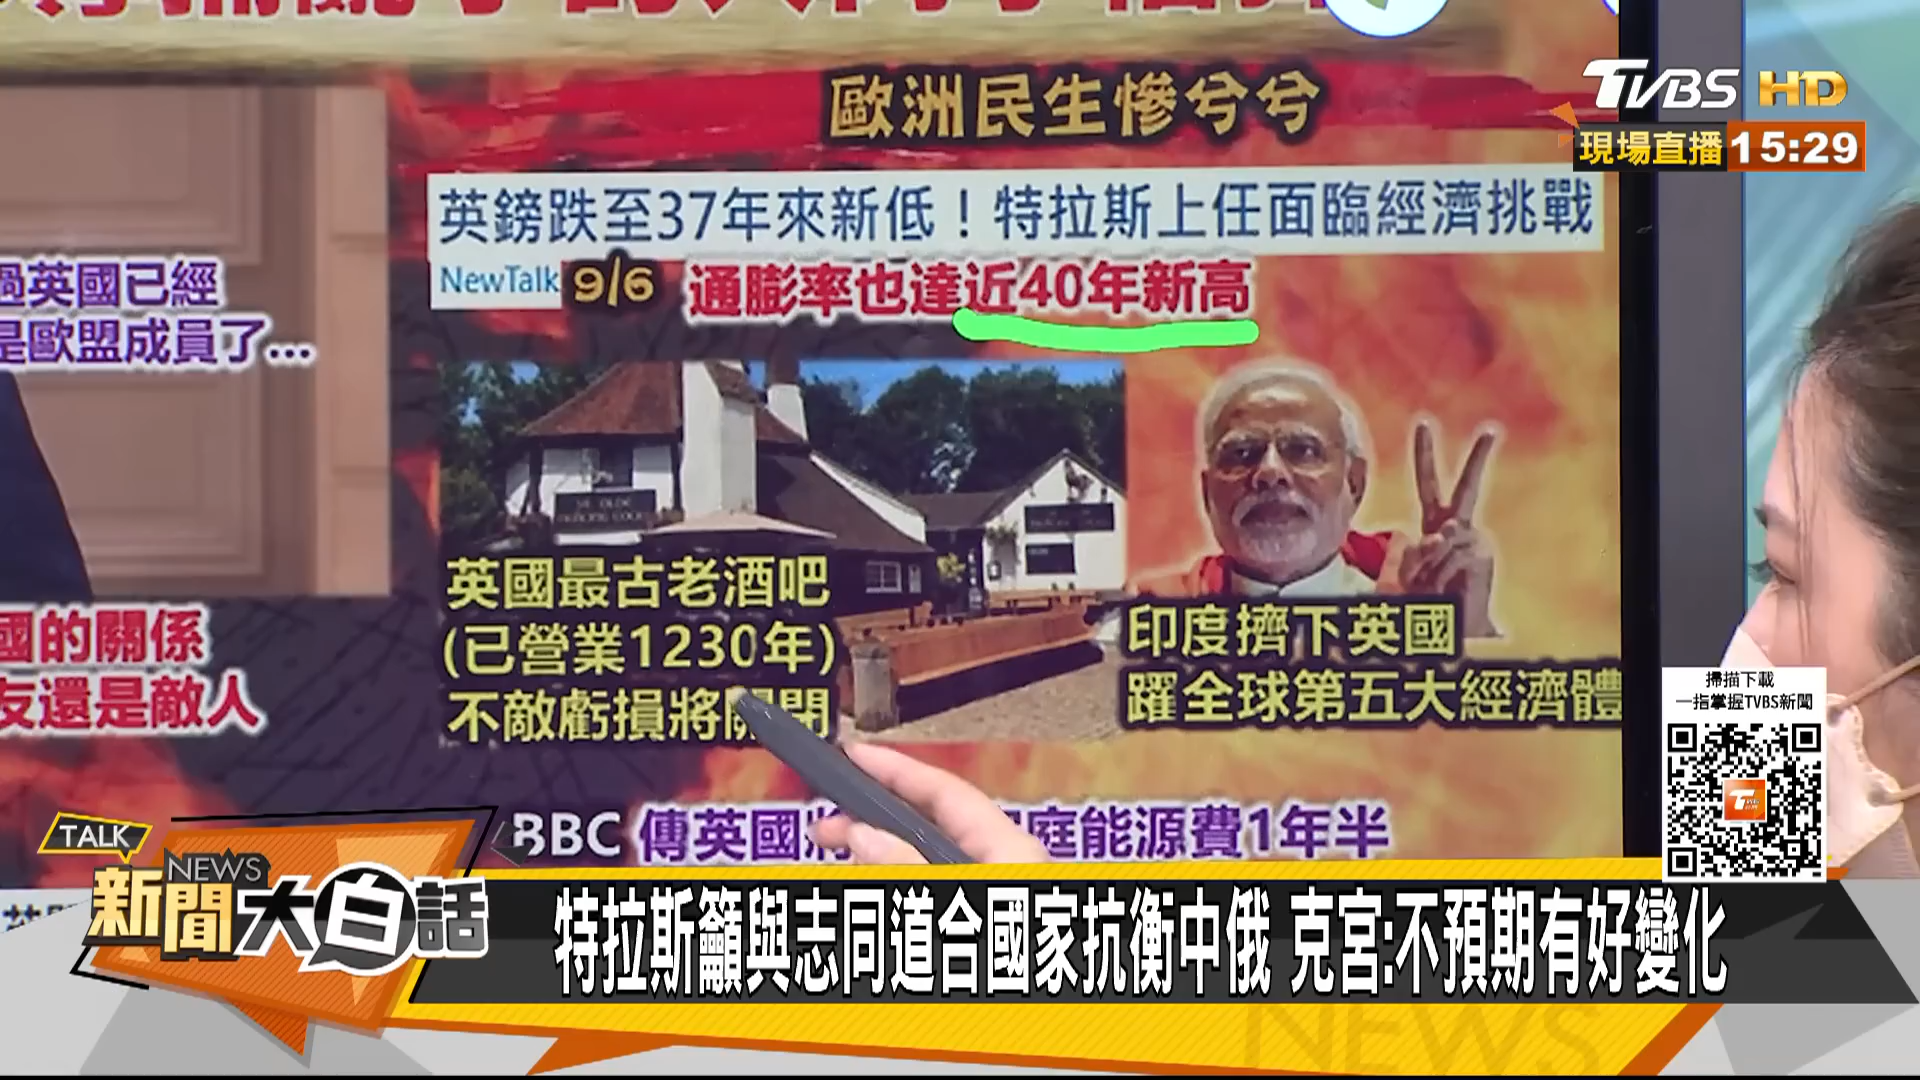 歐洲民生慘兮兮
TVBS HD
現場直播 15:29
英鎊跌至37年來新低！特拉斯上任面臨經濟挑戰
NewTalk 9/6 通膨率也達近40年新高
過英國已經
是歐盟成員了...
YE OLDE
英國最古老酒吧
(已營業1230年)
不敵虧損將關閉
印度擠下英國
躍全球第五大經濟體
國的關係
友還是敵人
掃描下載
一指掌握TVBS新聞
BBC 傳英國將 庭能源費1年半
TALK
NEWS
新聞大白話
特拉斯籲與志同道合國家抗衡中俄 克宮:不預期有好變化
NEWS